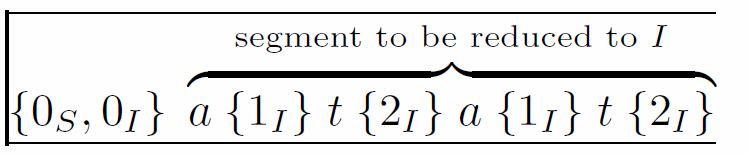 segment to be reduced to I
{0_S, 0_I} a {1_I} t {2_I} a {1_I} t {2_I}